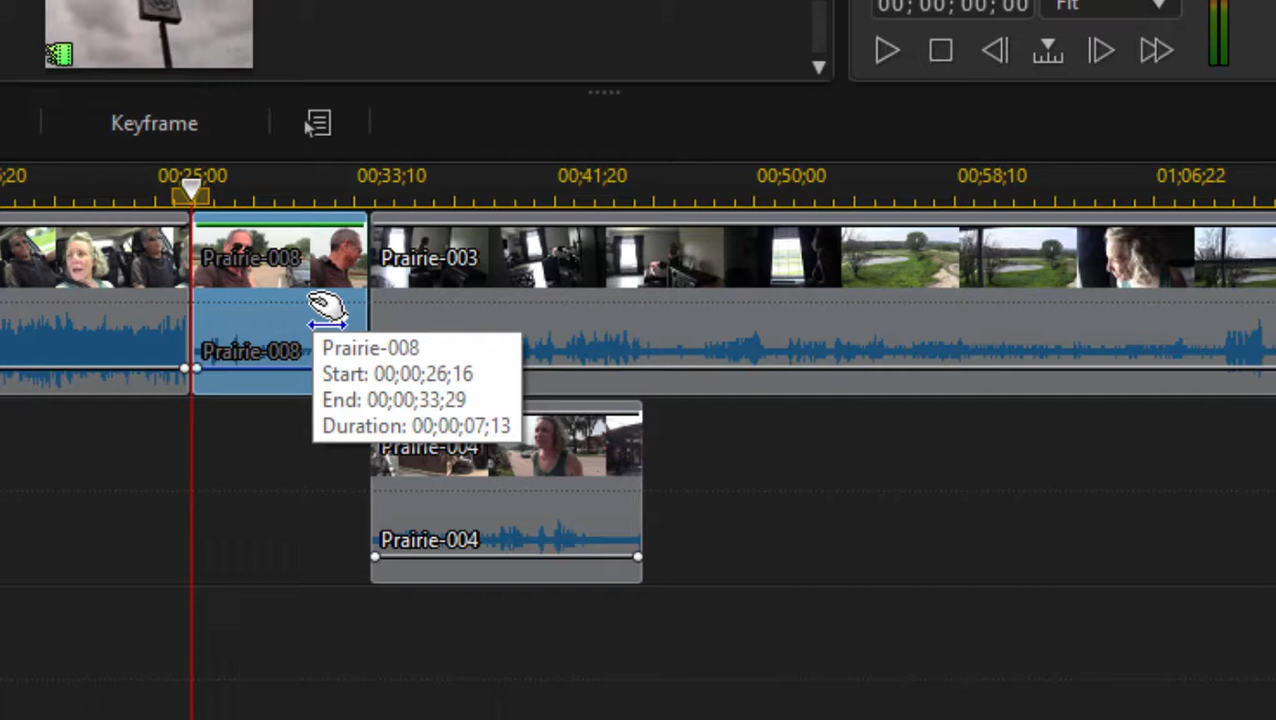 00; 00; 00; 00
Fit
Keyframe
;20
00;25;00
00;33;10
00;41;20
00;50;00
00;58;10
01;06;22
Prairie-008
Prairie-003
Prairie-008
Prairie-008
Start: 00;00;26;16
End: 00;00;33;29
Duration: 00;00;07;13
Prairie-004
Prairie-004